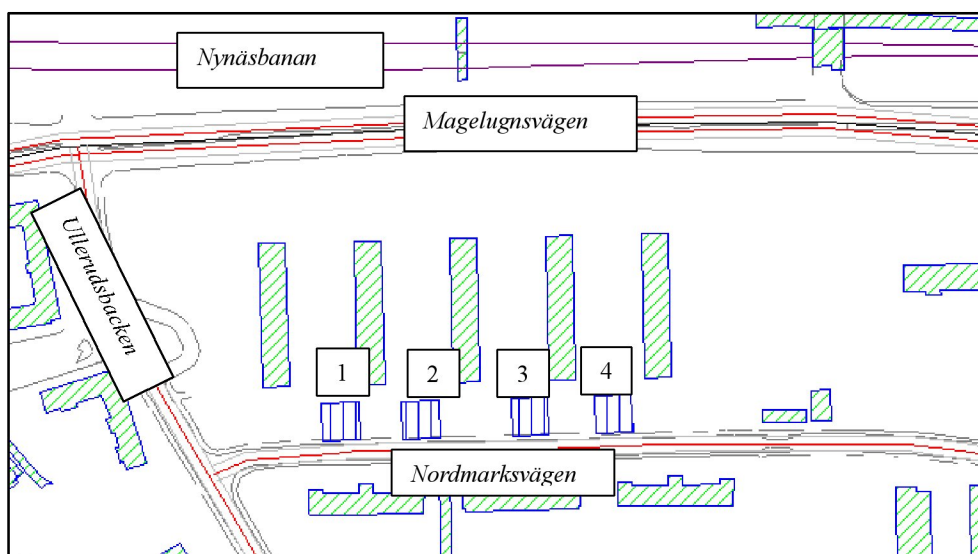 Nynäsbanan
Magelugnsvägen
Ullerudsbacken
1
2
3
4
Nordmarksvägen